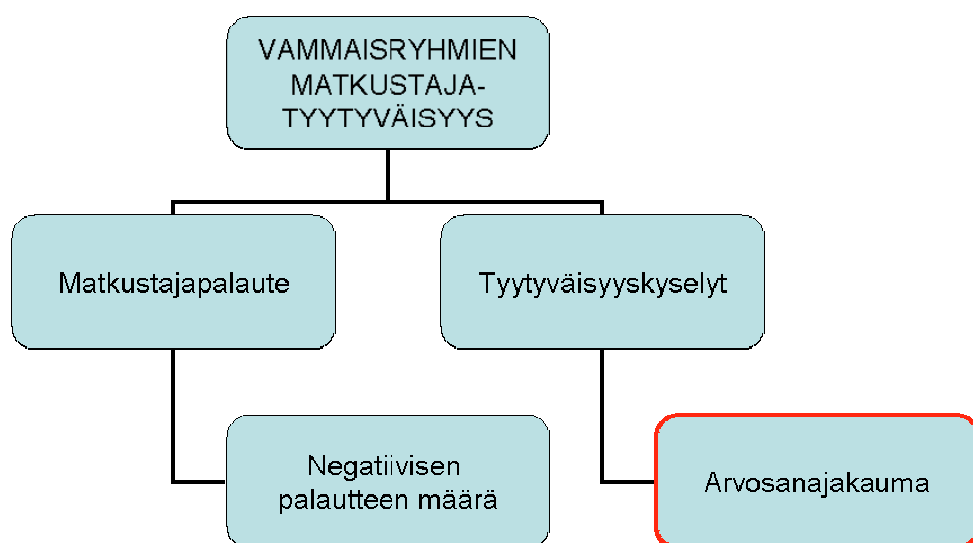 VAMMAISRYHMIEN
MATKUSTAJA-
TYYTYVÄISYYS
Matkustajapalaute
Tyytyväisyyskyselyt
Negatiivisen
palautteen määrä
Arvosanajakauma